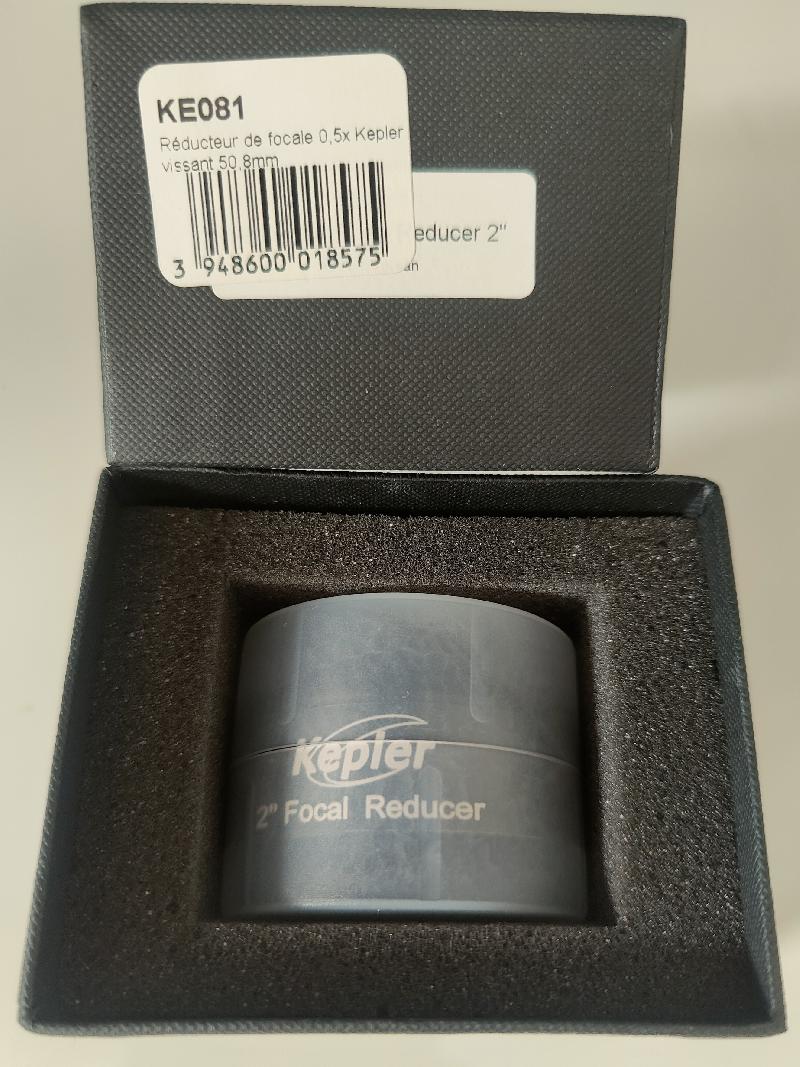 KE081
Réducteur de focale 0,5x Kepler
vissant 50,8mm
3 948600 018575
educer 2"
an
Kepler
2" Focal Reducer